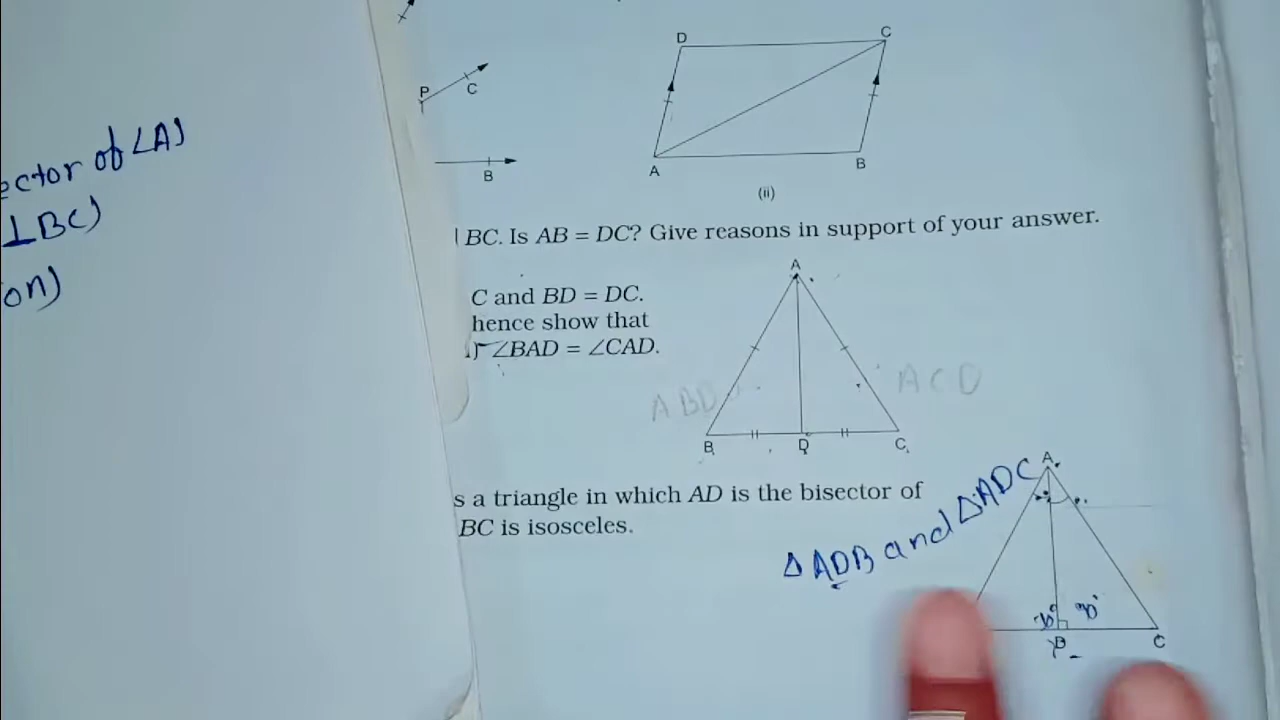 ector of ∠A)
⊥BC)
on)
P
C
B
D
C
A
B
(ii)
BC. Is AB = DC? Give reasons in support of your answer.
C and BD = DC.
hence show that
∠BAD = ∠CAD.
A
ABD
ACD
B
D
C
s a triangle in which AD is the bisector of
BC is isosceles.
∆ADB and ∆ADC
A
90°
90°
D
C